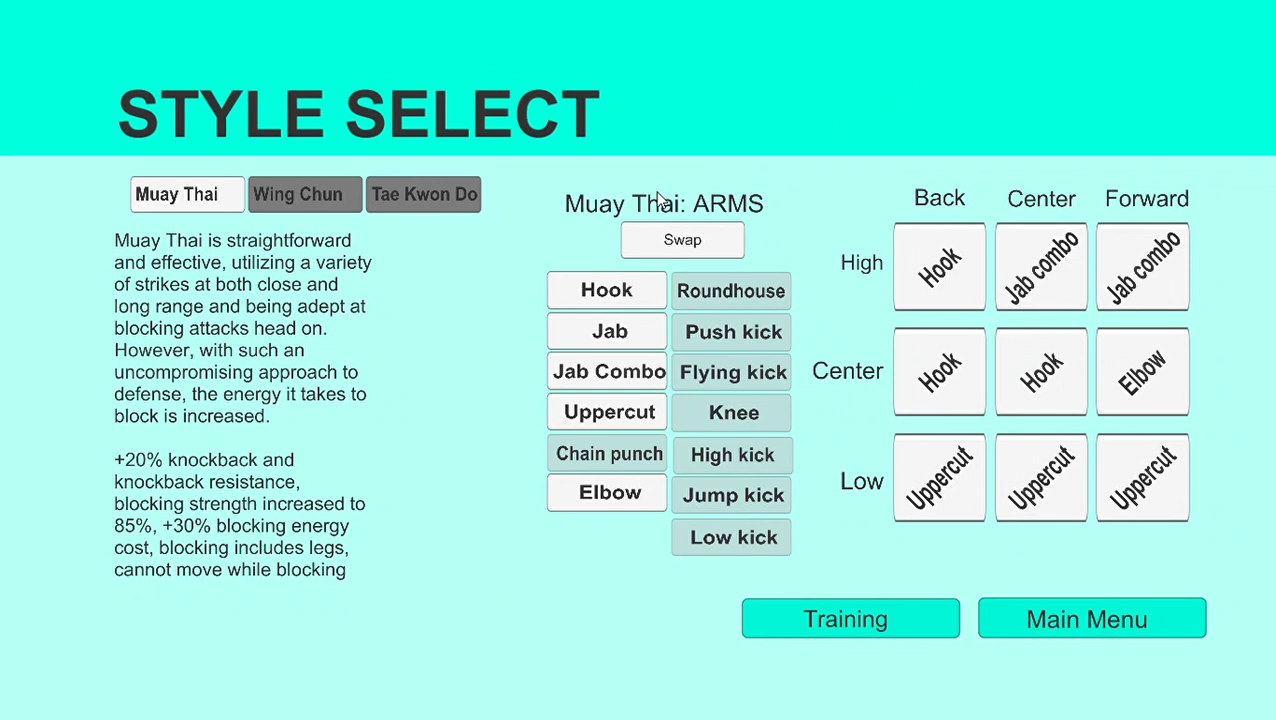 STYLE SELECT
Muay Thai
Wing Chun
Tae Kwon Do
Muay Thai is straightforward
and effective, utilizing a variety
of strikes at both close and
long range and being adept at
blocking attacks head on.
However, with such an
uncompromising approach to
defense, the energy it takes to
block is increased.
+20% knockback and
knockback resistance,
blocking strength increased to
85%, +30% blocking energy
cost, blocking includes legs,
cannot move while blocking
Muay Thai: ARMS
Swap
Hook
Roundhouse
Jab
Push kick
Jab Combo
Flying kick
Uppercut
Knee
Chain punch
High kick
Elbow
Jump kick
Low kick
Back
Center
Forward
High
Hook
Jab combo
Jab combo
Center
Hook
Hook
Elbow
Low
Uppercut
Uppercut
Uppercut
Training
Main Menu